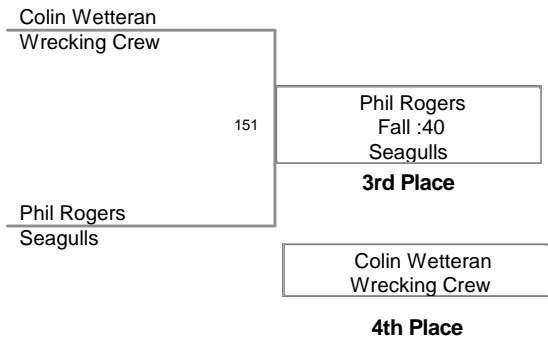 Colin Wetteran
Wrecking Crew
151
Phil Rogers
Fall :40
Seagulls
3rd Place
Phil Rogers
Seagulls
Colin Wetteran
Wrecking Crew
4th Place